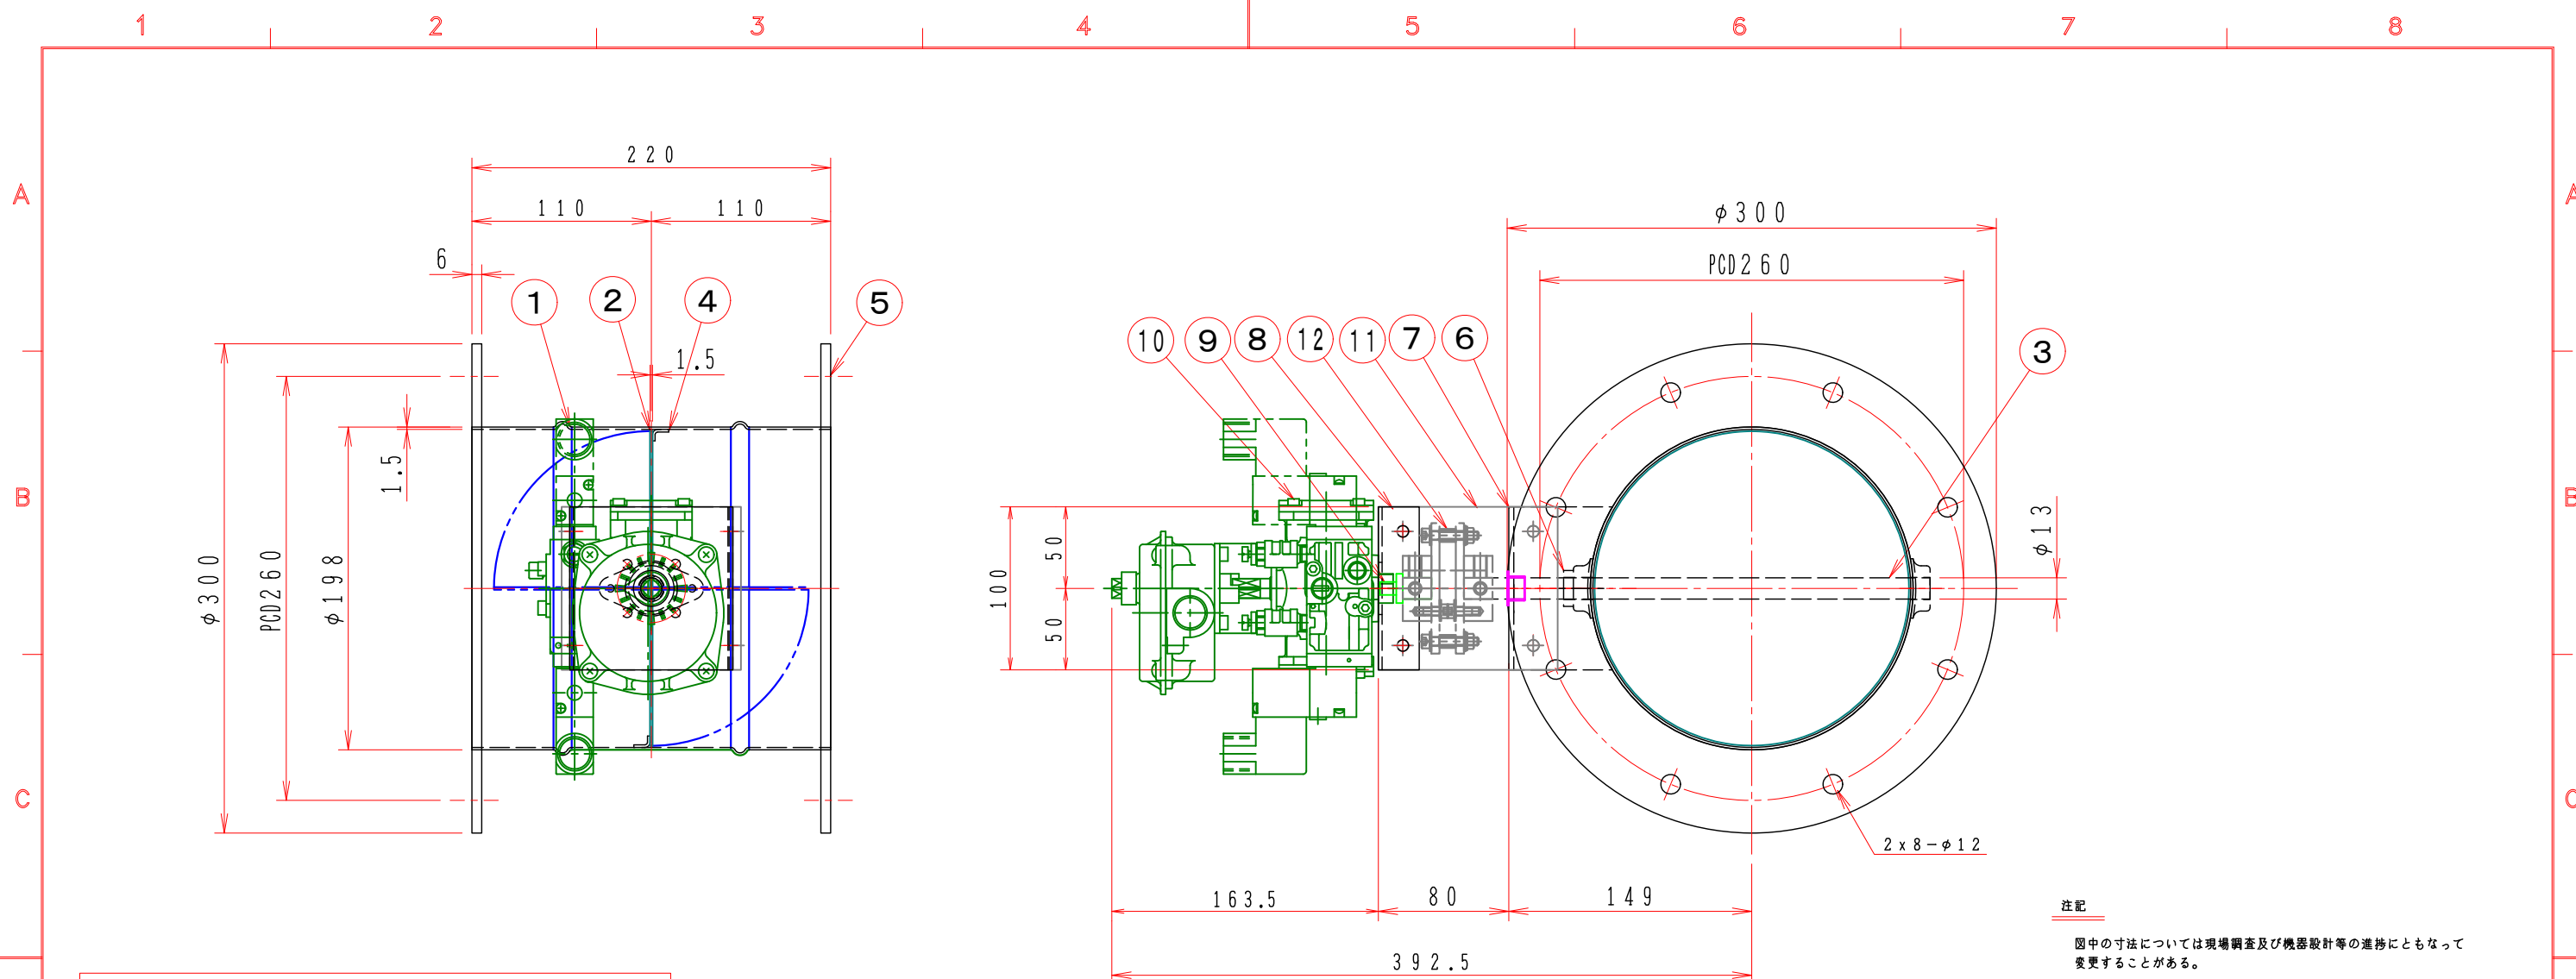 1 2 3 4 5 6 7 8
A A
220
110 110
φ300
6
PCD260
1 2 4 5
10 9 8 12 11 7 6 3
1.5
1.5
B B
φ300
PCD260
φ198
100
50
50
φ13
C
2x8-φ12
163.5 80 149
392.5
注記
図中の寸法については現場調査及び機器設計等の進捗にともなって
変更することがある。